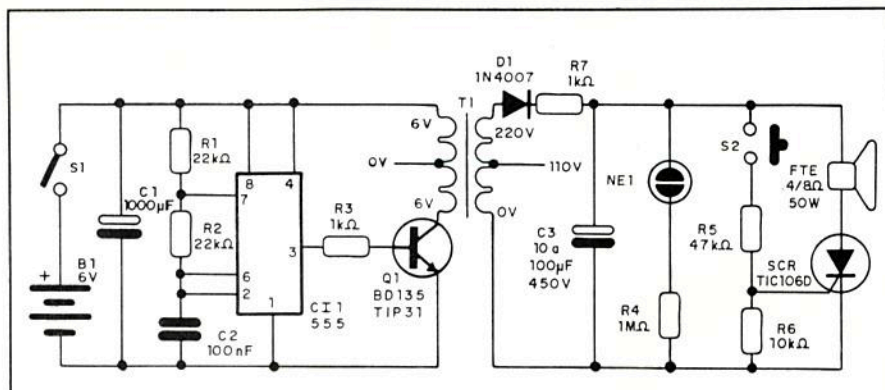 S1
+
B1
6V
C1
1000µF
R1
22kΩ
R2
22kΩ
C2
100nF
8
4
7
6
2
3
1
CI1
555
R3
1kΩ
Q1
BD135
TIP31
6V
0V
6V
T1
220V
110V
0V
D1
1N4007
R7
1kΩ
C3
10 a
100µF
450V
NE1
R4
1MΩ
S2
R5
47kΩ
R6
10kΩ
FTE
4/8Ω
50W
SCR
TIC106D